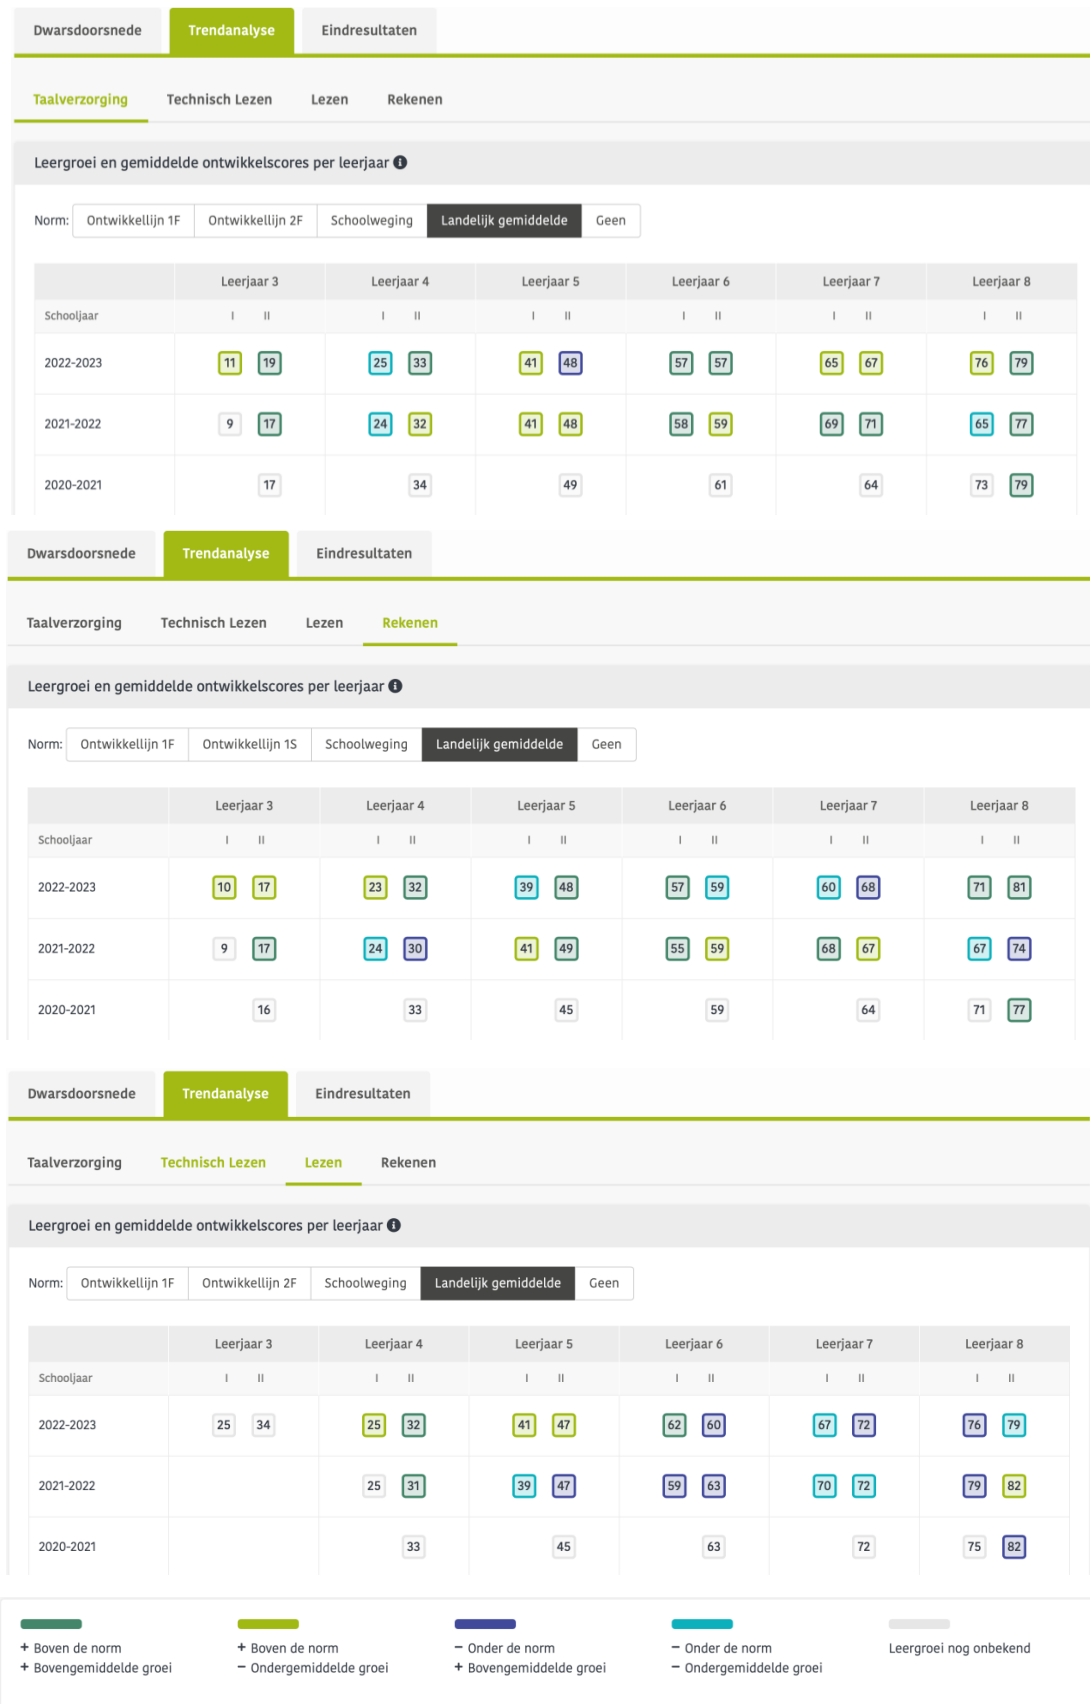 Dwarsdoorsnede Trendanalyse Eindresultaten
Taalverzorging Technisch Lezen Lezen Rekenen
Leergroei en gemiddelde ontwikkelscores per leerjaar
Norm: Ontwikkellijn 1F Ontwikkellijn 2F Schoolweging Landelijk gemiddelde Geen
Leerjaar 3 Leerjaar 4 Leerjaar 5 Leerjaar 6 Leerjaar 7 Leerjaar 8
Schooljaar I II I II I II I II I II I II
2022-2023 11 19 25 33 41 48 57 57 65 67 76 79
2021-2022 9 17 24 32 41 48 58 59 69 71 65 77
2020-2021 17 34 49 61 64 73 79
Dwarsdoorsnede Trendanalyse Eindresultaten
Taalverzorging Technisch Lezen Lezen Rekenen
Leergroei en gemiddelde ontwikkelscores per leerjaar
Norm: Ontwikkellijn 1F Ontwikkellijn 1S Schoolweging Landelijk gemiddelde Geen
Leerjaar 3 Leerjaar 4 Leerjaar 5 Leerjaar 6 Leerjaar 7 Leerjaar 8
Schooljaar I II I II I II I II I II I II
2022-2023 10 17 23 32 39 48 57 59 60 68 71 81
2021-2022 9 17 24 30 41 49 55 59 68 67 67 74
2020-2021 16 33 45 59 64 71 77
Dwarsdoorsnede Trendanalyse Eindresultaten
Taalverzorging Technisch Lezen Lezen Rekenen
Leergroei en gemiddelde ontwikkelscores per leerjaar
Norm: Ontwikkellijn 1F Ontwikkellijn 2F Schoolweging Landelijk gemiddelde Geen
Leerjaar 3 Leerjaar 4 Leerjaar 5 Leerjaar 6 Leerjaar 7 Leerjaar 8
Schooljaar I II I II I II I II I II I II
2022-2023 25 34 25 32 41 47 62 60 67 72 76 79
2021-2022 25 31 39 47 59 63 70 72 79 82
2020-2021 33 45 63 72 75 82
+ Boven de norm + Boven de norm − Onder de norm − Onder de norm Leergroei nog onbekend
+ Bovengemiddelde groei − Ondergemiddelde groei + Bovengemiddelde groei − Ondergemiddelde groei